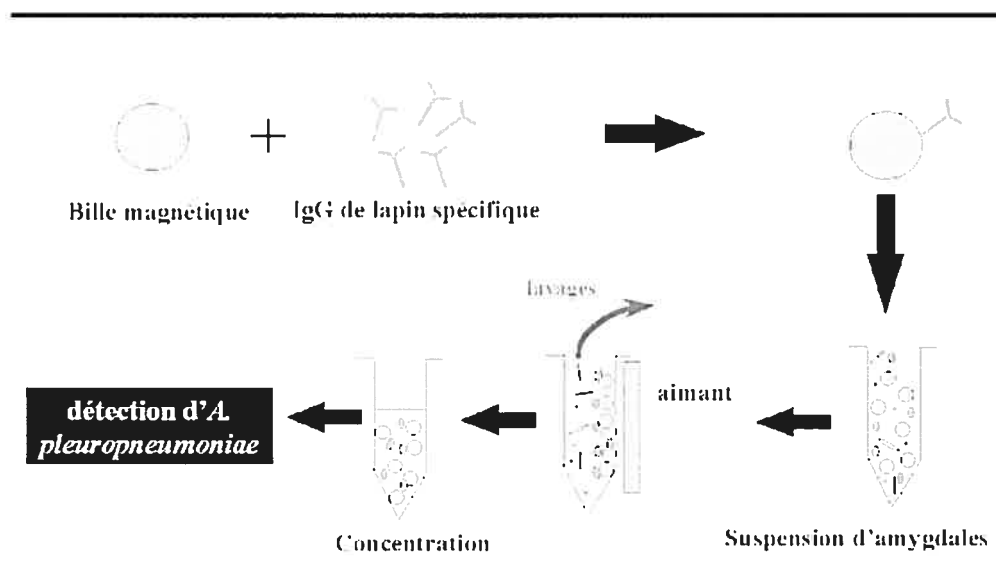 Bille magnétique
IgG de lapin spécifique
lavages
aimant
détection d'A.
pleuropneumoniae
Concentration
Suspension d'amygdales